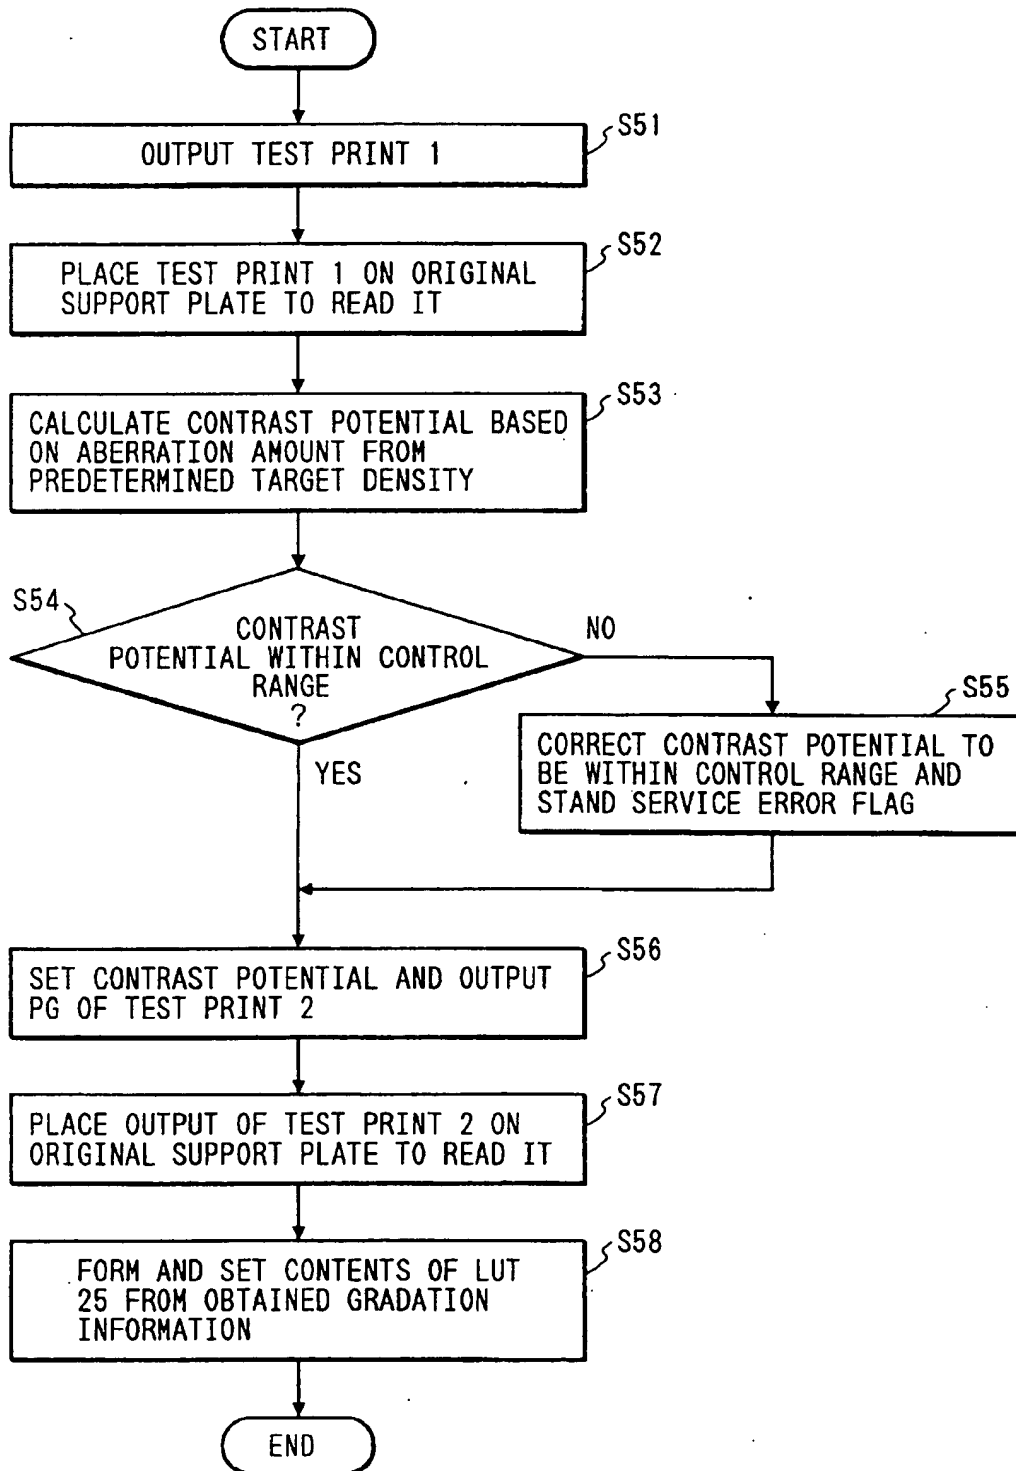 START
S51
OUTPUT TEST PRINT 1
S52
PLACE TEST PRINT 1 ON ORIGINAL
SUPPORT PLATE TO READ IT
S53
CALCULATE CONTRAST POTENTIAL BASED
ON ABERRATION AMOUNT FROM
PREDETERMINED TARGET DENSITY
S54
CONTRAST
POTENTIAL WITHIN CONTROL
RANGE
?
NO
YES
S55
CORRECT CONTRAST POTENTIAL TO
BE WITHIN CONTROL RANGE AND
STAND SERVICE ERROR FLAG
S56
SET CONTRAST POTENTIAL AND OUTPUT
PG OF TEST PRINT 2
S57
PLACE OUTPUT OF TEST PRINT 2 ON
ORIGINAL SUPPORT PLATE TO READ IT
S58
FORM AND SET CONTENTS OF LUT
25 FROM OBTAINED GRADATION
INFORMATION
END